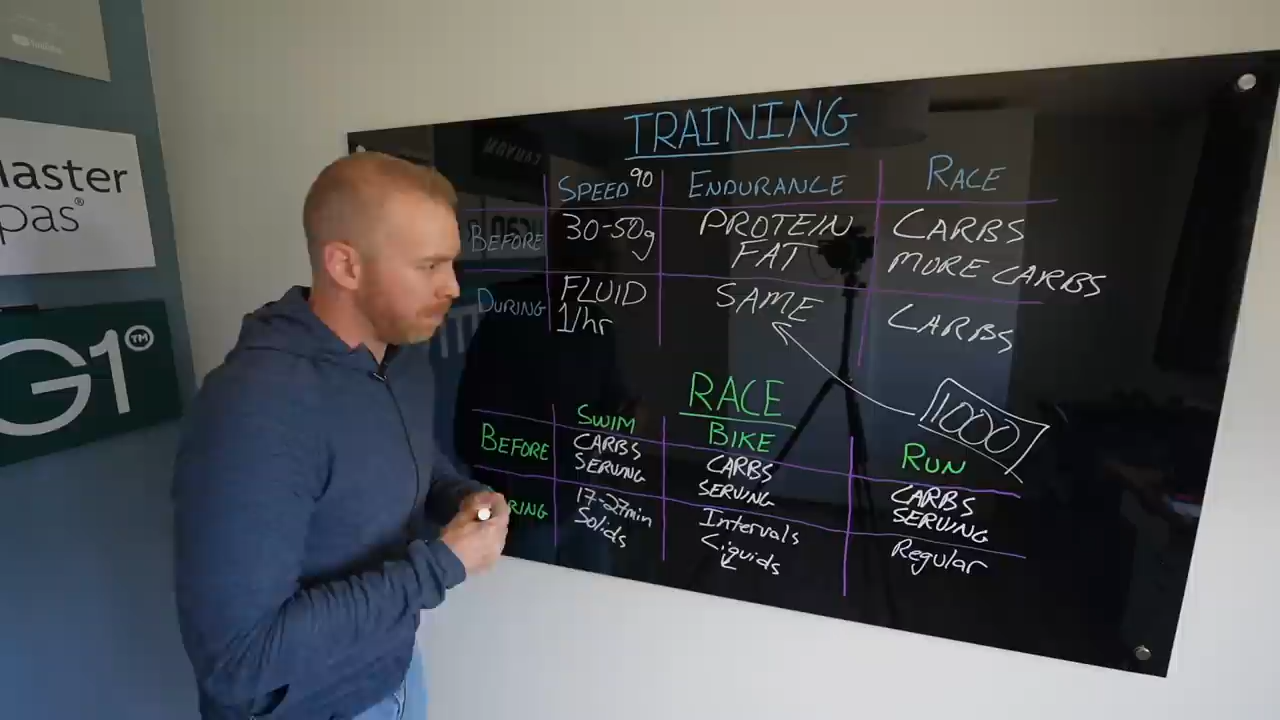 YouTube
Master
pas®
G1™
TRAINING
SPEED 90 ENDURANCE RACE
BEFORE 30-50g PROTEIN FAT CARBS MORE CARBS
DURING FLUID 1/hr SAME CARBS
1000
RACE
SWIM BIKE RUN
BEFORE CARBS SERVING CARBS SERVING CARBS SERVING
RING 17-27min Solids Intervals Liquids Regular